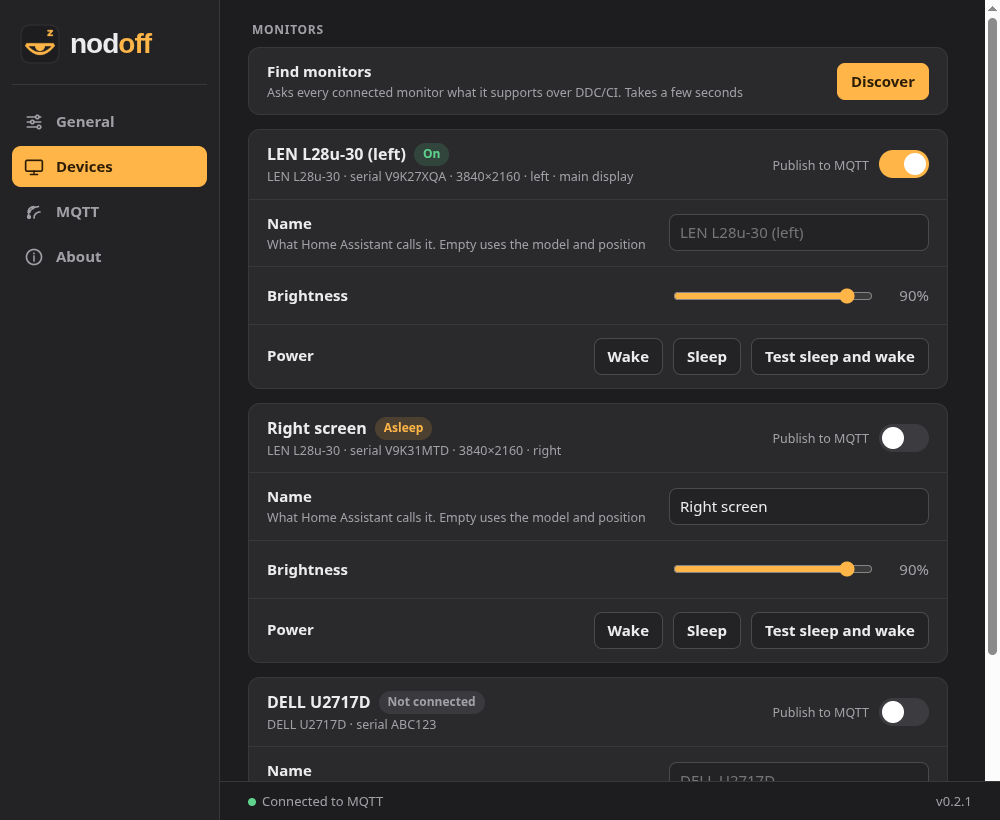 nodoff
General
Devices
MQTT
About
MONITORS
Find monitors
Asks every connected monitor what it supports over DDC/CI. Takes a few seconds
Discover
LEN L28u-30 (left) On
LEN L28u-30 · serial V9K27XQA · 3840×2160 · left · main display
Publish to MQTT
Name
What Home Assistant calls it. Empty uses the model and position
LEN L28u-30 (left)
Brightness
90%
Power
Wake
Sleep
Test sleep and wake
Right screen Asleep
LEN L28u-30 · serial V9K31MTD · 3840×2160 · right
Publish to MQTT
Name
What Home Assistant calls it. Empty uses the model and position
Right screen
Brightness
90%
Power
Wake
Sleep
Test sleep and wake
DELL U2717D Not connected
DELL U2717D · serial ABC123
Publish to MQTT
Name
DELL U2717D
Connected to MQTT
v0.2.1